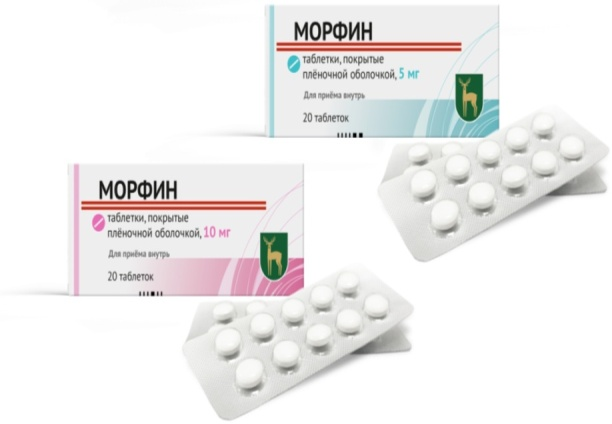 МОРФИН
таблетки, покрытые
плёночной оболочкой, 5 мг
Для приёма внутрь
20 таблеток
МОРФИН
таблетки, покрытые
плёночной оболочкой, 10 мг
Для приёма внутрь
20 таблеток